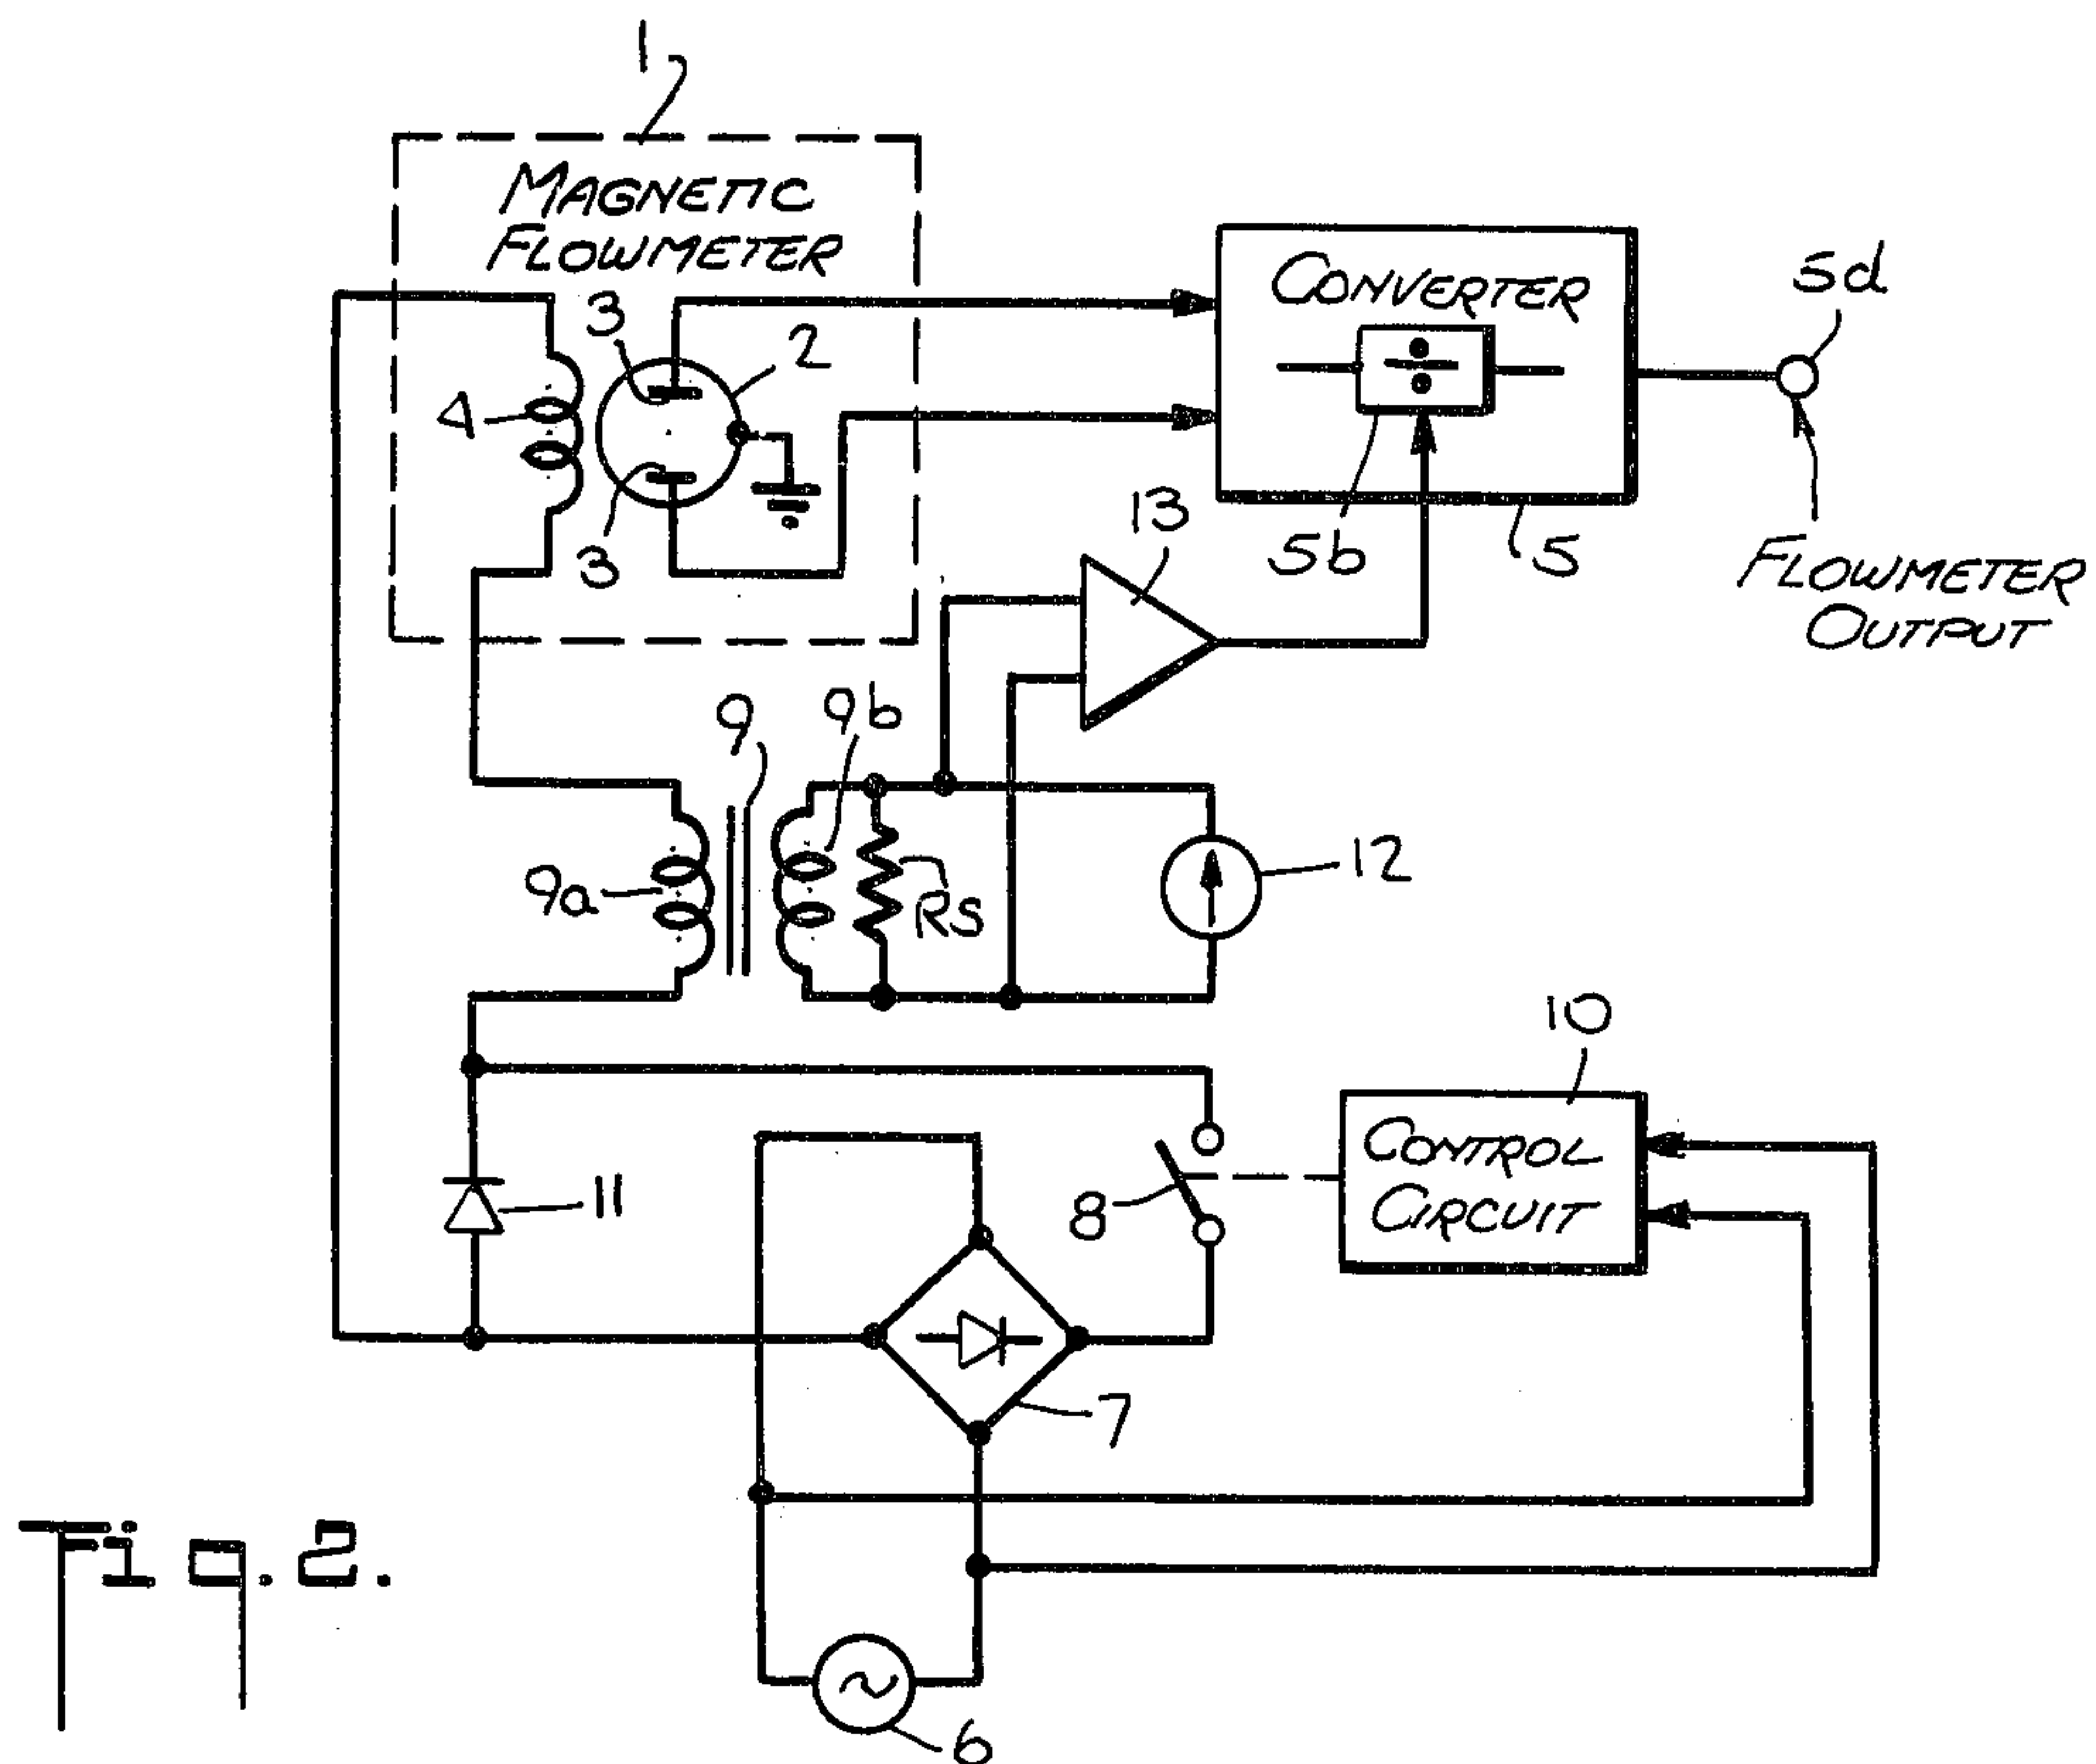 1
MAGNETIC
FLOWMETER
3
2
4
3
CONVERTER
÷
5b
5
5d
FLOWMETER
OUTPUT
13
9
9b
9a
RS
12
10
CONTROL
CIRCUIT
8
11
7
6
Fig.2.